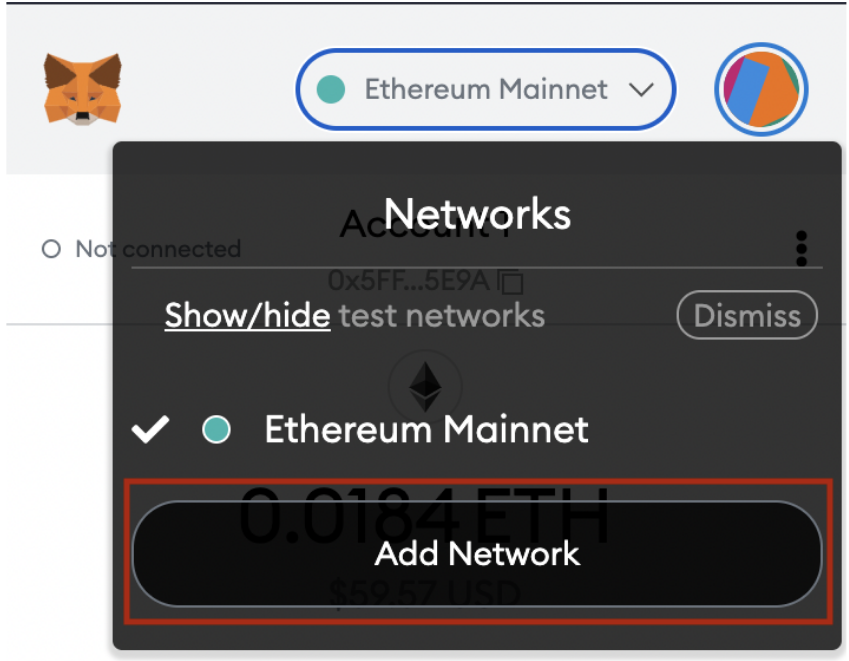 Ethereum Mainnet
Networks
Account 1
Not connected
0x5FF...5E9A
Show/hide test networks
Dismiss
Ethereum Mainnet
0.0184 ETH
Add Network
$59.57 USD